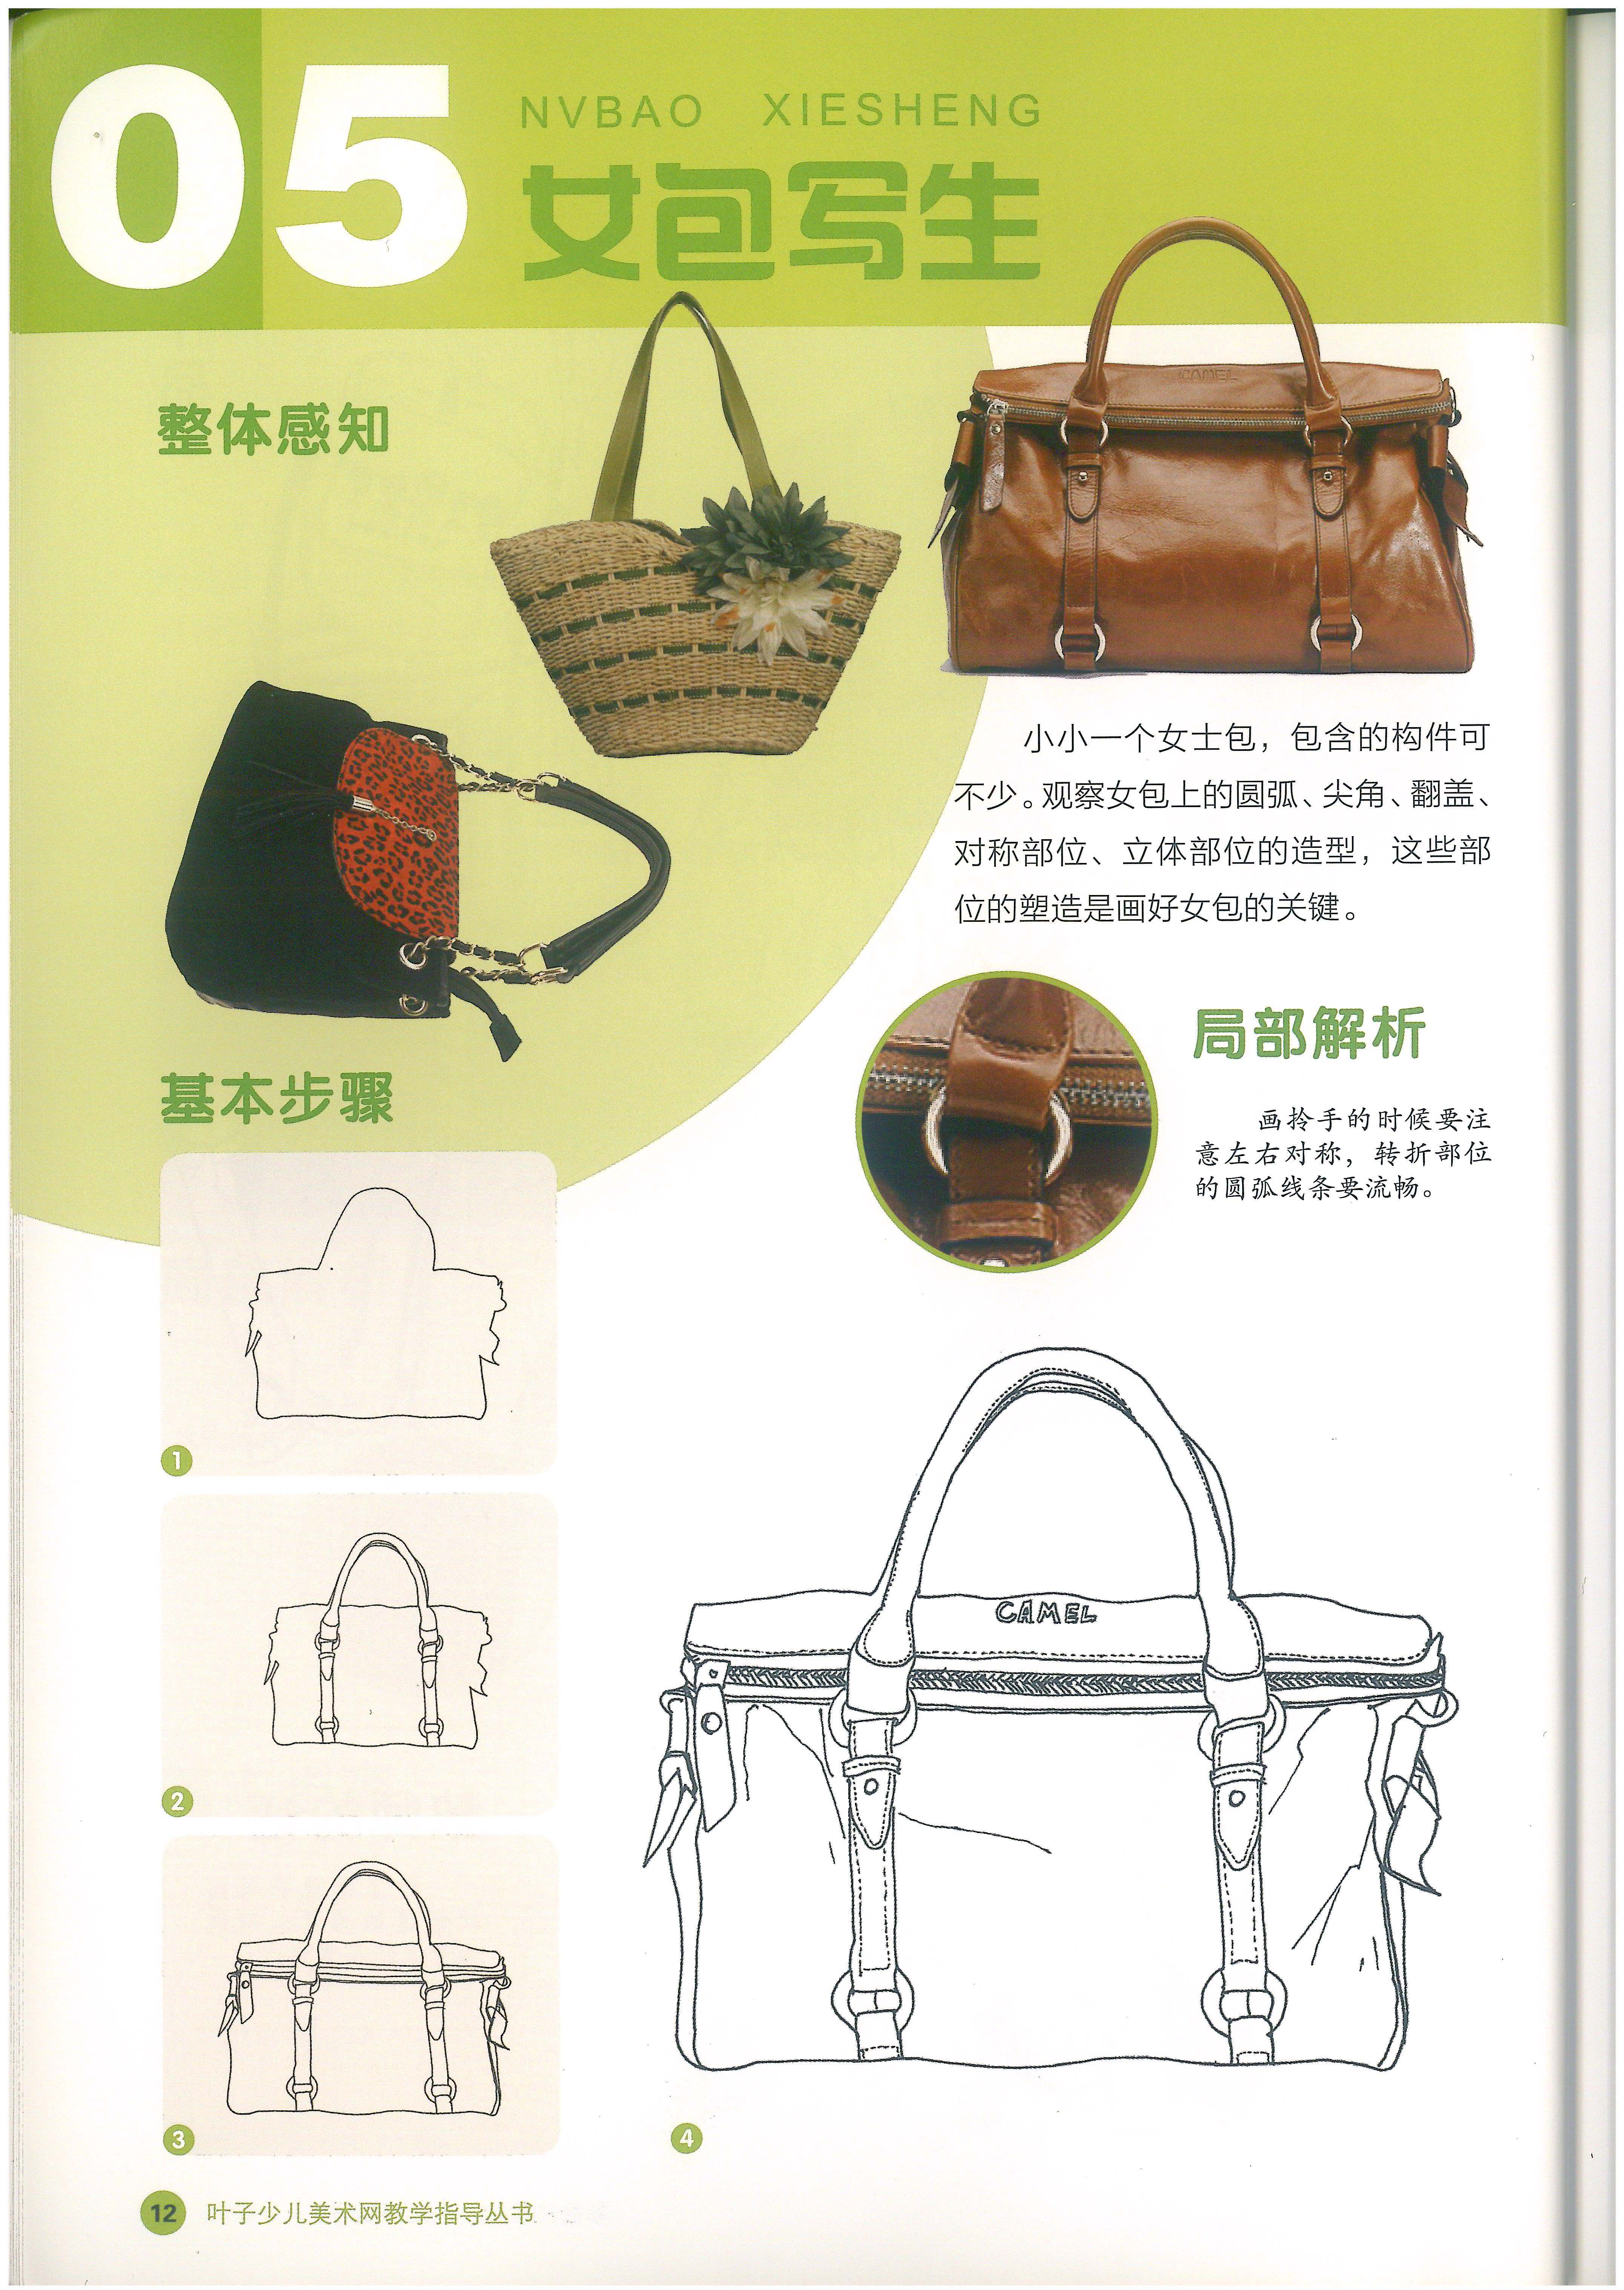 05
NVBAO XIESHENG
女包写生
整体感知
CAMEL
小小一个女士包，包含的构件可
不少。观察女包上的圆弧、尖角、翻盖、
对称部位、立体部位的造型，这些部
位的塑造是画好女包的关键。
局部解析
画拎手的时候要注
意左右对称，转折部位
的圆弧线条要流畅。
基本步骤
1
2
3
CAMEL
4
12 叶子少儿美术网教学指导丛书